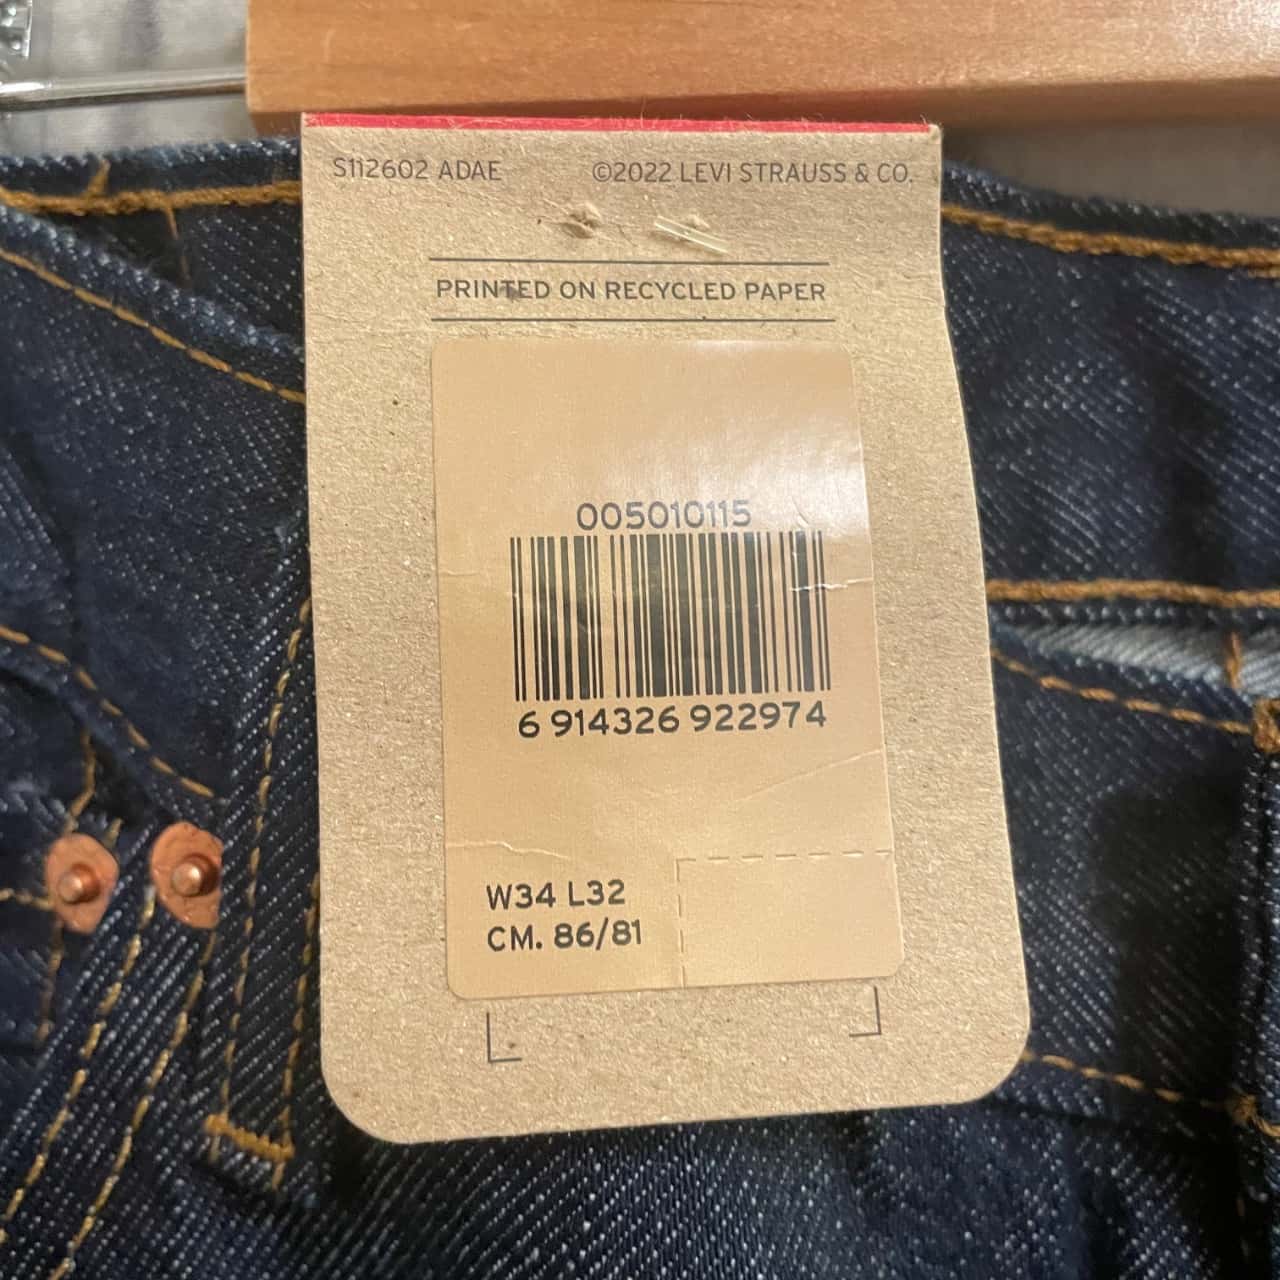 S112602 ADAE ©2022 LEVI STRAUSS & CO.
PRINTED ON RECYCLED PAPER
005010115
6 914326 922974
W34 L32
CM. 86/81